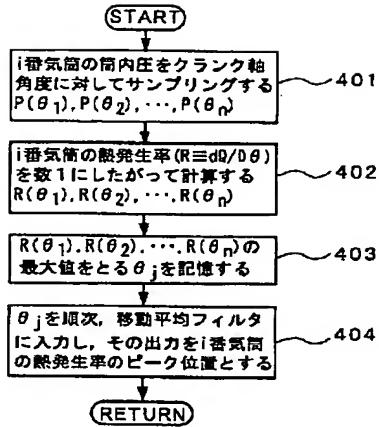 START
i番気筒の筒内圧をクランク軸
角度に対してサンプリングする
P(θ1),P(θ2),···,P(θn)
401
i番気筒の熱発生率(R≡dQ/Dθ)
を数1にしたがって計算する
R(θ1),R(θ2),···,R(θn)
402
R(θ1),R(θ2),···,R(θn)の
最大値をとるθjを記憶する
403
θjを順次,移動平均フィルタ
に入力し,その出力をi番気筒
の熱発生率のピーク位置とする
404
RETURN